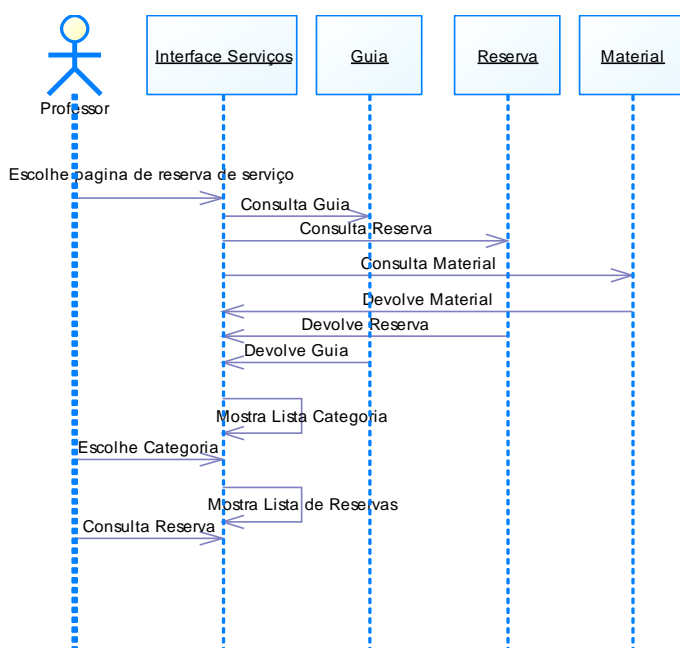 Interface Serviços
Guia
Reserva
Material
Professor
Escolhe pagina de reserva de serviço
Consulta Guia
Consulta Reserva
Consulta Material
Devolve Material
Devolve Reserva
Devolve Guia
Mostra Lista Categoria
Escolhe Categoria
Mostra Lista de Reservas
Consulta Reserva